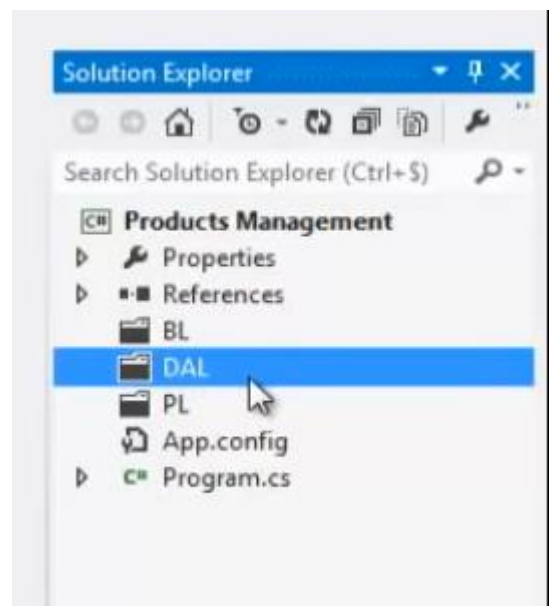 Solution Explorer
Search Solution Explorer (Ctrl+$)
C# Products Management
Properties
References
BL
DAL
PL
App.config
C# Program.cs